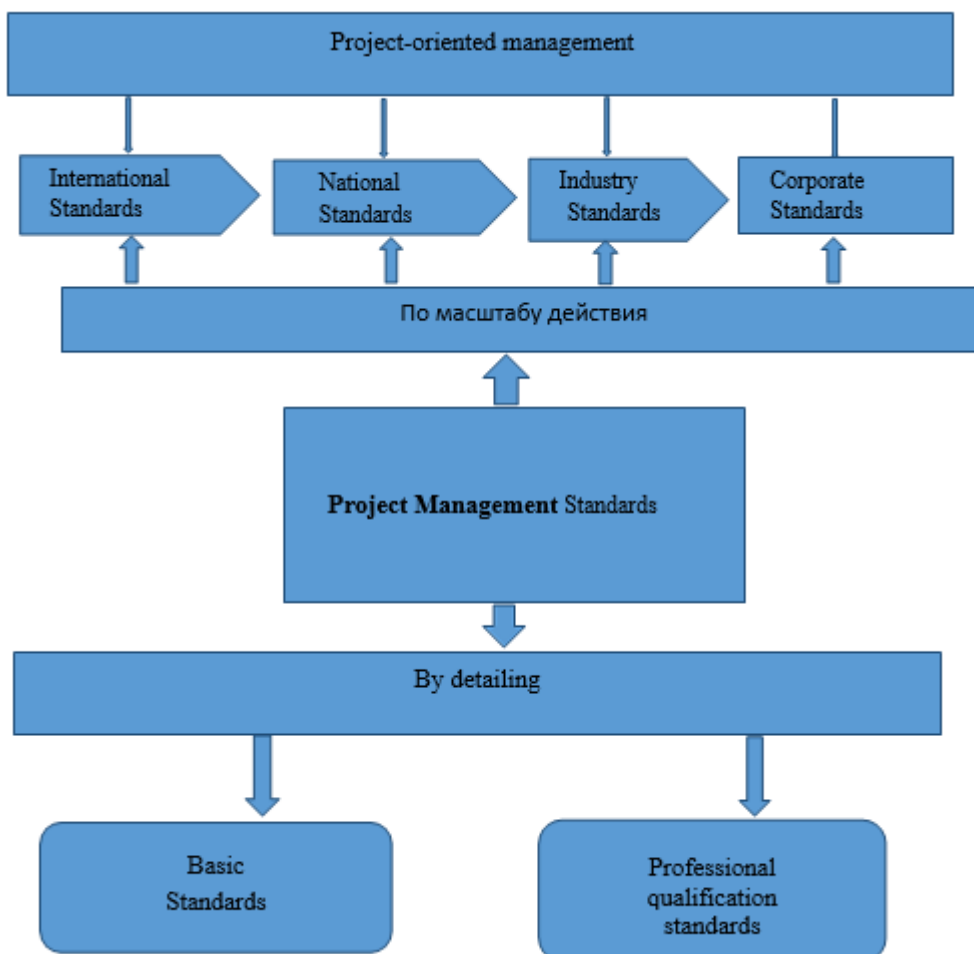 Project-oriented management
International
Standards
National
Standards
Industry
Standards
Corporate
Standards
По масштабу действия
Project Management Standards
By detailing
Basic
Standards
Professional
qualification
standards